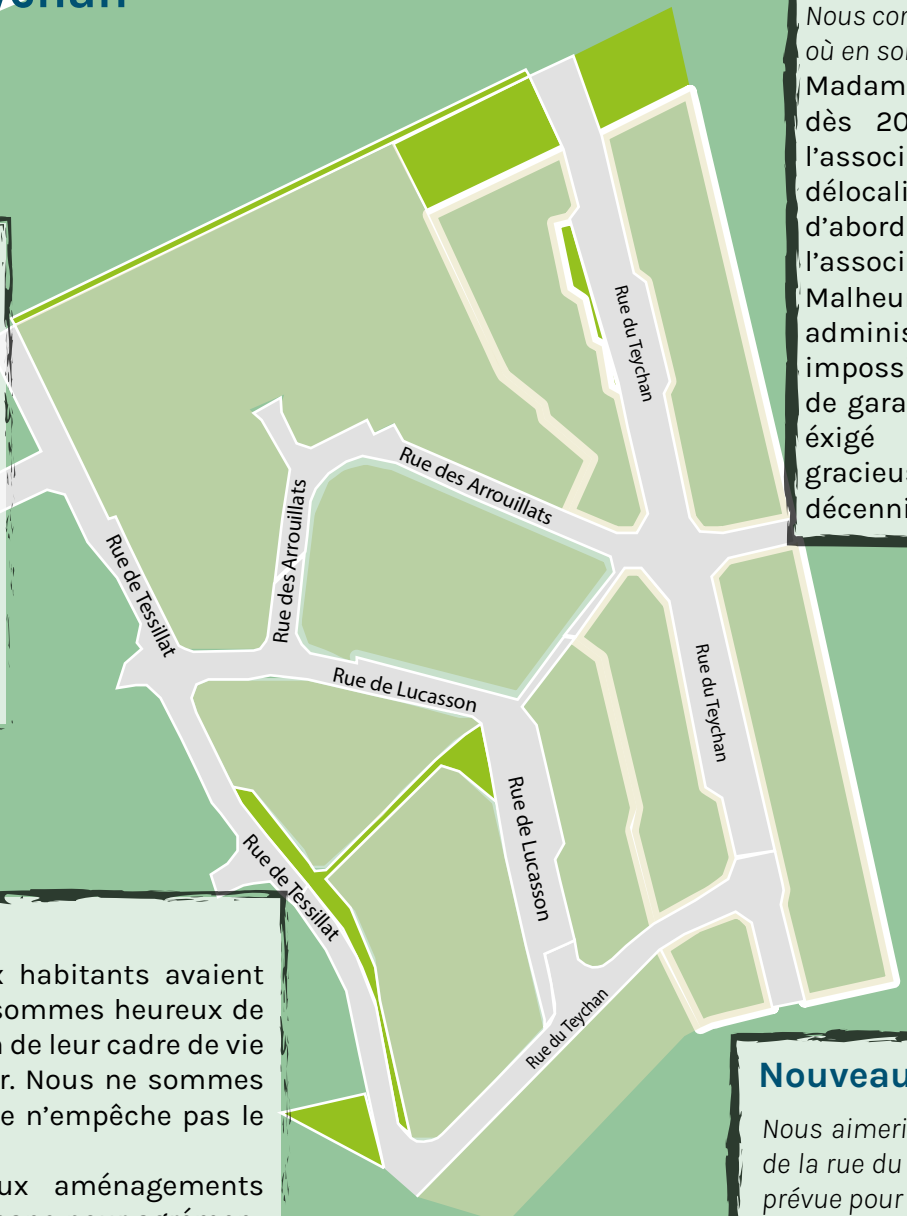 Nous
où en
Madam
dès 20
l'associ
délocali
d'abord
l'associ
Malheu
adminis
imposs
de gara
éxigé
gracieus
décenni
Rue du Teychan
Rue des Arrouillats
Rue des Arrouillats
Rue de Tessillat
Rue du Teychan
Rue de Lucasson
Rue de Lucasson
Rue de Tessillat
Rue du Teychan
x habitants avaient
sommes heureux de
de leur cadre de vie
r. Nous ne sommes
e n'empêche pas le
ux aménagements
Nouveau
Nous aimeri
de la rue du
prévue pour